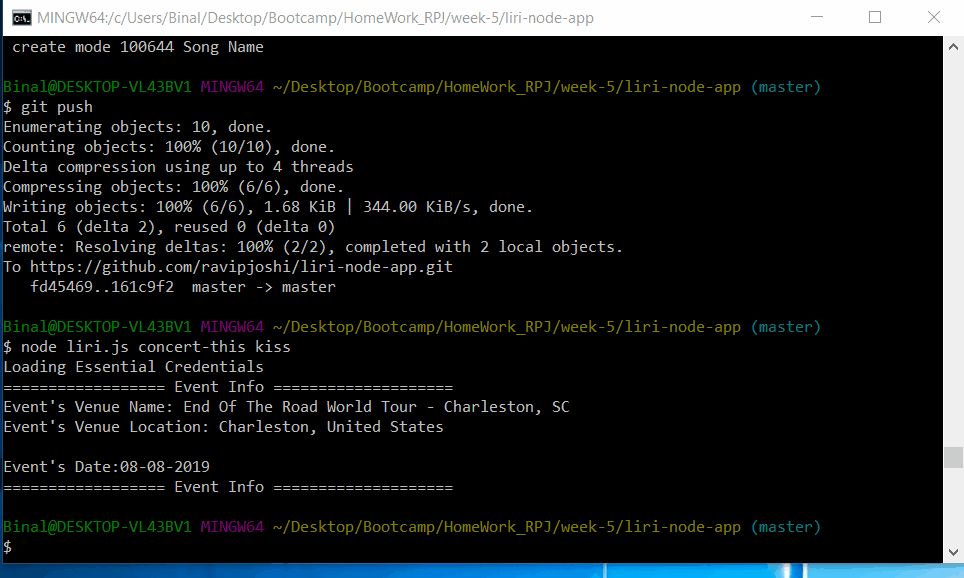 MINGW64:/c/Users/Binal/Desktop/Bootcamp/HomeWork_RPJ/week-5/liri-node-app
create mode 100644 Song Name
Binal@DESKTOP-VL43BV1 MINGW64 ~/Desktop/Bootcamp/HomeWork_RPJ/week-5/liri-node-app (master)
$ git push
Enumerating objects: 10, done.
Counting objects: 100% (10/10), done.
Delta compression using up to 4 threads
Compressing objects: 100% (6/6), done.
Writing objects: 100% (6/6), 1.68 KiB | 344.00 KiB/s, done.
Total 6 (delta 2), reused 0 (delta 0)
remote: Resolving deltas: 100% (2/2), completed with 2 local objects.
To https://github.com/ravipjoshi/liri-node-app.git
   fd45469..161c9f2  master -> master
Binal@DESKTOP-VL43BV1 MINGW64 ~/Desktop/Bootcamp/HomeWork_RPJ/week-5/liri-node-app (master)
$ node liri.js concert-this kiss
Loading Essential Credentials
================== Event Info ====================
Event's Venue Name: End Of The Road World Tour - Charleston, SC
Event's Venue Location: Charleston, United States
Event's Date:08-08-2019
================== Event Info ====================
Binal@DESKTOP-VL43BV1 MINGW64 ~/Desktop/Bootcamp/HomeWork_RPJ/week-5/liri-node-app (master)
$